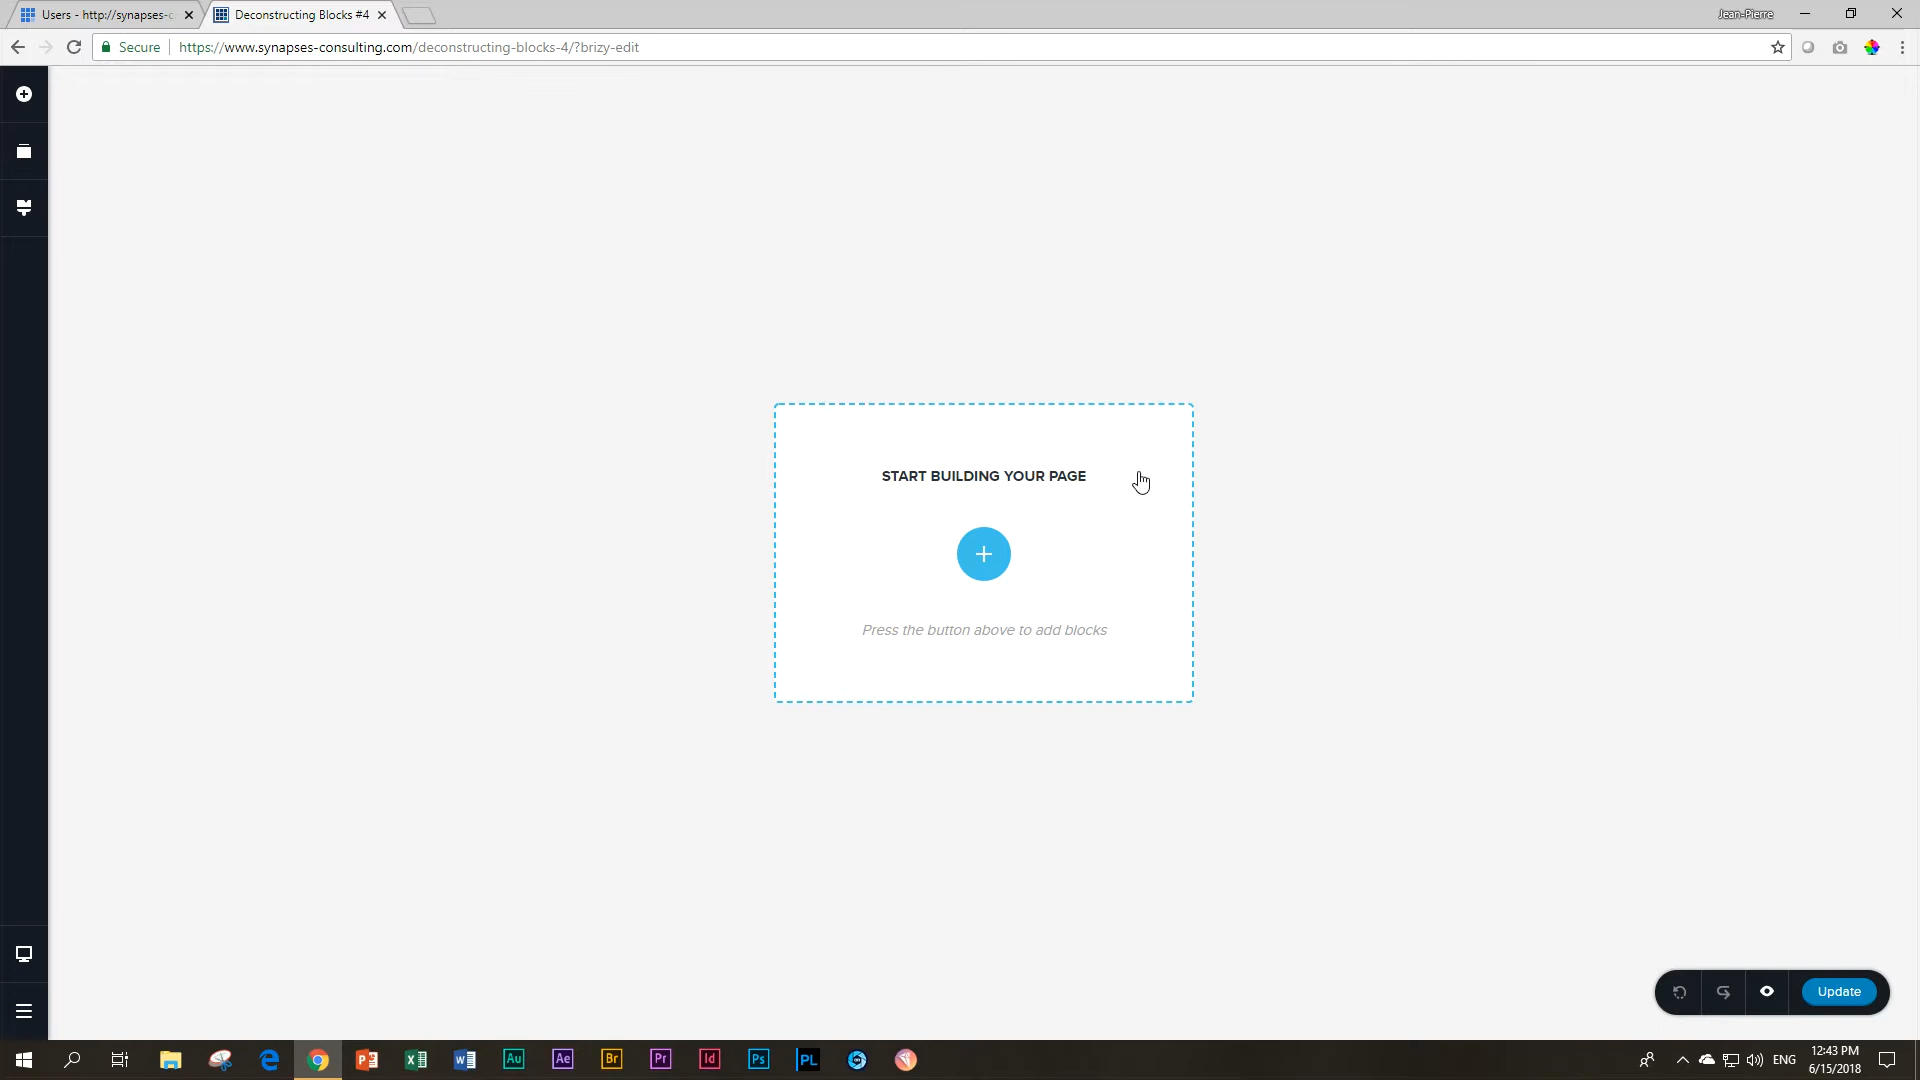 Users - http://synapses-c
Deconstructing Blocks #4
Jean-Pierre
Secure
https://www.synapses-consulting.com/deconstructing-blocks-4/?brizy-edit
START BUILDING YOUR PAGE
Press the button above to add blocks
Update
Au
Ae
Br
Pr
Id
Ps
PL
ENG
12:43 PM
6/15/2018